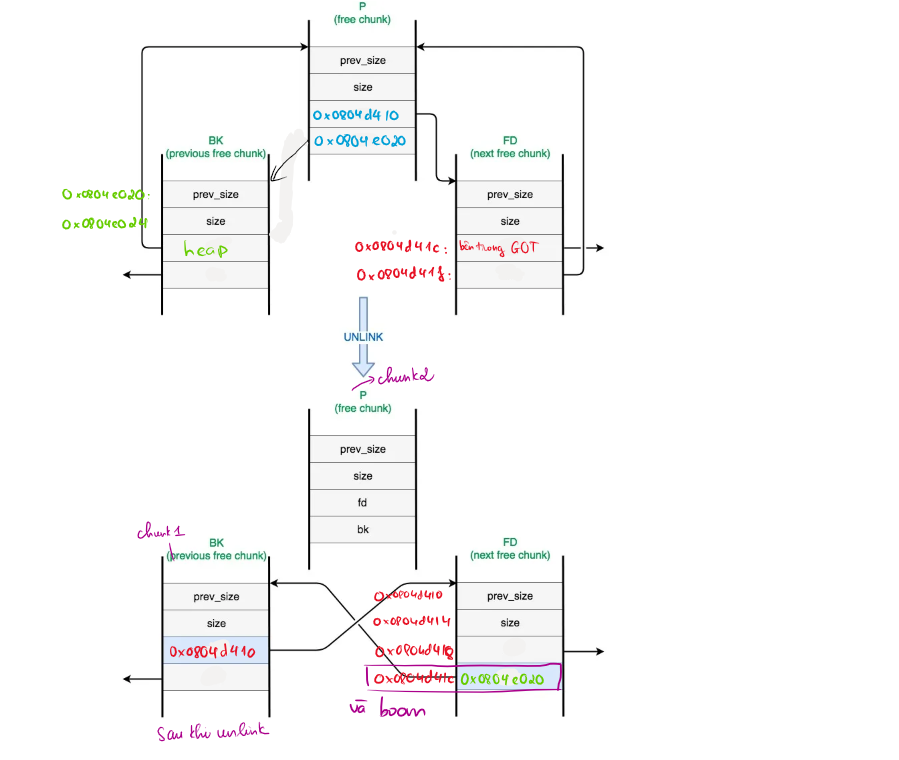 P
(free chunk)
prev_size
size
0x0804d410
0x0804e020
BK
(previous free chunk)
0x0804e020:
prev_size
0x0804e024
size
heap
FD
(next free chunk)
prev_size
size
0x0804d41c:
bên trong GOT
0x0804d41f:
UNLINK
chunk2
P
(free chunk)
prev_size
size
fd
bk
chunk1
BK
(previous free chunk)
prev_size
size
0x0804d410
FD
(next free chunk)
0x0804d410
prev_size
0x0804d414
size
0x0804d418
0x0804d41c
0x0804e020
và boom
Sau khi unlink